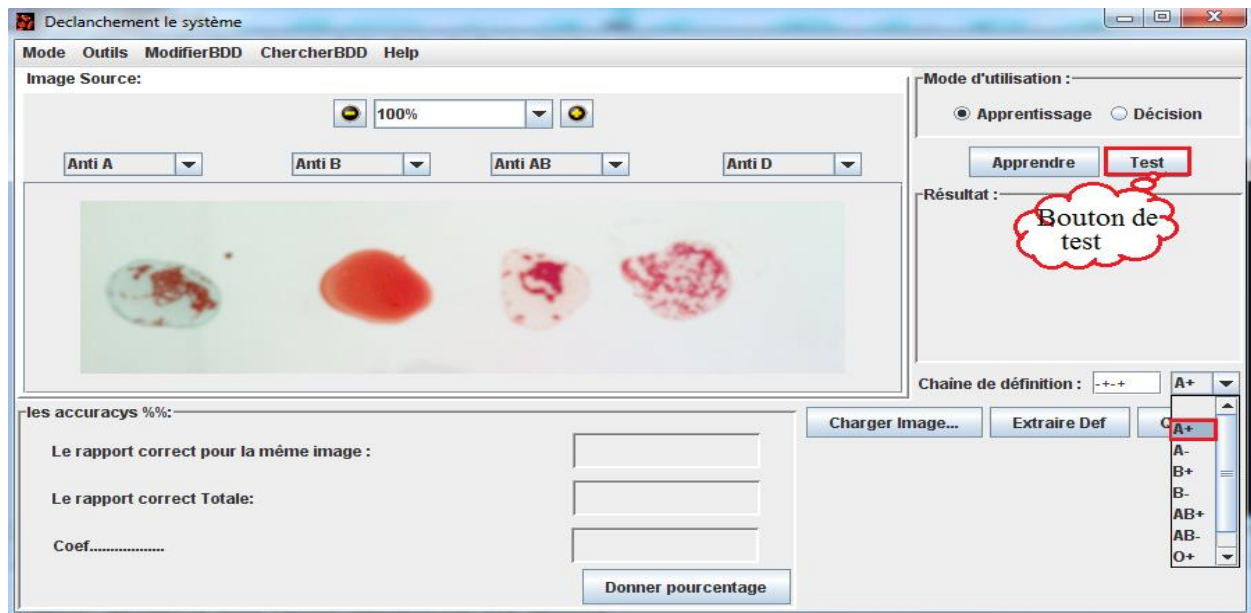 Declanchement le système
Mode Outils ModifierBDD ChercherBDD Help
Image Source:
100%
Anti A Anti B Anti AB Anti D
Mode d'utilisation :
Apprentissage Décision
Apprendre Test
Résultat :
Bouton de
test
Chaîne de définition : -+-+ A+
les accuracys %%:
Charger Image... Extraire Def
Le rapport correct pour la même image :
Le rapport correct Totale:
Coef..................
Donner pourcentage
A+
A-
B+
B-
AB+
AB-
O+